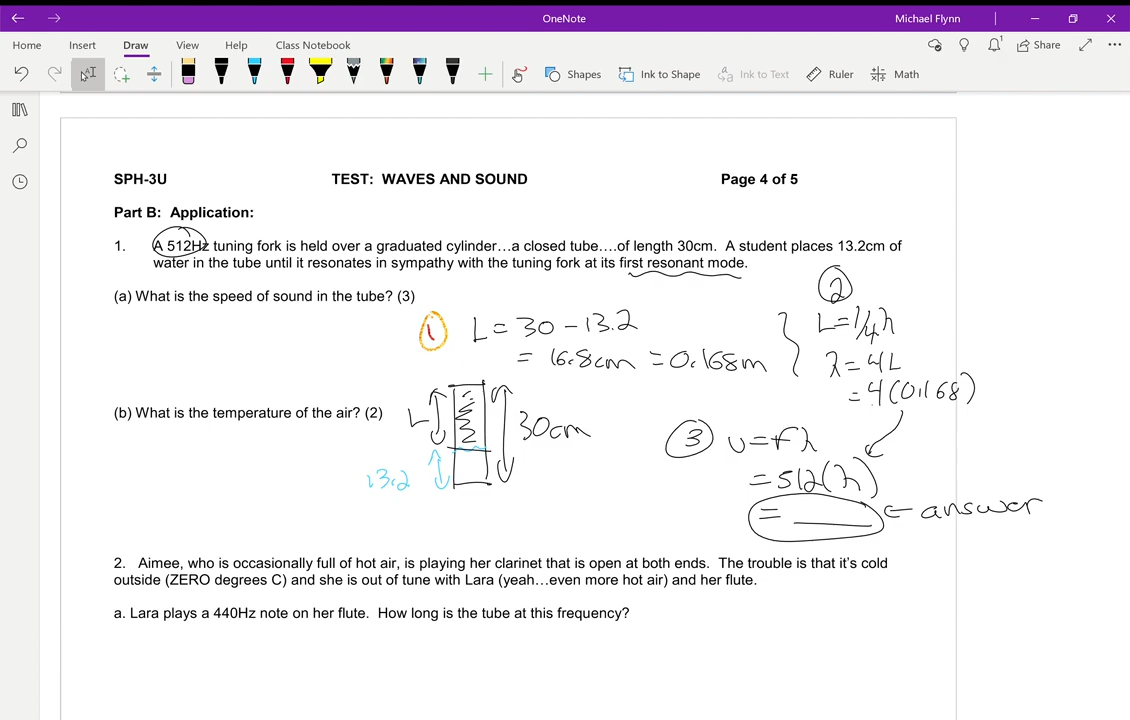 OneNote
Michael Flynn
Home Insert Draw View Help Class Notebook
1
Share
Shapes Ink to Shape Ink to Text Ruler Math
SPH-3U TEST: WAVES AND SOUND Page 4 of 5
Part B: Application:
1. A 512Hz tuning fork is held over a graduated cylinder…a closed tube….of length 30cm. A student places 13.2cm of
water in the tube until it resonates in sympathy with the tuning fork at its first resonant mode.
(a) What is the speed of sound in the tube? (3)
1 L = 30 - 13.2
= 16.8cm = 0.168m
2
L = 1/4 λ
λ = 4L
= 4(0.168)
(b) What is the temperature of the air? (2)
L 30cm
13.2
3 v = fλ
= 512(λ)
= ____ ← answer
2. Aimee, who is occasionally full of hot air, is playing her clarinet that is open at both ends. The trouble is that it's cold
outside (ZERO degrees C) and she is out of tune with Lara (yeah…even more hot air) and her flute.
a. Lara plays a 440Hz note on her flute. How long is the tube at this frequency?